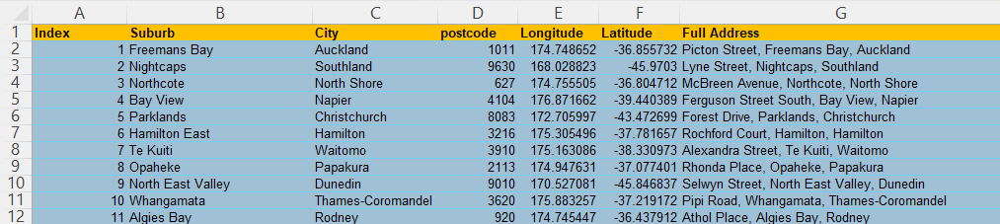 A B C D E F G
1 Index Suburb City postcode Longitude Latitude Full Address
2 1 Freemans Bay Auckland 1011 174.748652 -36.855732 Picton Street, Freemans Bay, Auckland
3 2 Nightcaps Southland 9630 168.028823 -45.9703 Lyne Street, Nightcaps, Southland
4 3 Northcote North Shore 627 174.755505 -36.804712 McBreen Avenue, Northcote, North Shore
5 4 Bay View Napier 4104 176.871662 -39.440389 Ferguson Street South, Bay View, Napier
6 5 Parklands Christchurch 8083 172.705997 -43.472699 Forest Drive, Parklands, Christchurch
7 6 Hamilton East Hamilton 3216 175.305496 -37.781657 Rochford Court, Hamilton, Hamilton
8 7 Te Kuiti Waitomo 3910 175.163086 -38.330973 Alexandra Street, Te Kuiti, Waitomo
9 8 Opaheke Papakura 2113 174.947631 -37.077401 Rhonda Place, Opaheke, Papakura
10 9 North East Valley Dunedin 9010 170.527081 -45.846837 Selwyn Street, North East Valley, Dunedin
11 10 Whangamata Thames-Coromandel 3620 175.883257 -37.219172 Pipi Road, Whangamata, Thames-Coromandel
12 11 Algies Bay Rodney 920 174.745447 -36.437912 Athol Place, Algies Bay, Rodney